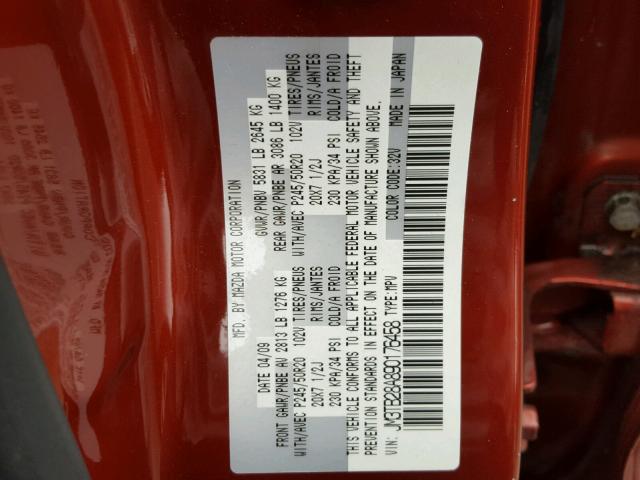 MFD. BY MAZDA MOTOR CORPORATION
DATE 04/09
GVWR/PNBV 5831 LB 2645 KG
FRONT GAWR/PNBE AV 2813 LB 1276 KG
REAR GAWR/PNBE AR 3086 LB 1400 KG
WITH/AVEC P245/50R20 102V TIRES/PNEUS
WITH/AVEC P245/50R20 102V TIRES/PNEUS
20X7 1/2J RIMS/JANTES
20X7 1/2J RIMS/JANTES
230 KPA/34 PSI COLD/A FROID
230 KPA/34 PSI COLD/A FROID
THIS VEHICLE CONFORMS TO ALL APPLICABLE FEDERAL MOTOR VEHICLE SAFETY AND THEFT
PREVENTION STANDARDS IN EFFECT ON THE DATE OF MANUFACTURE SHOWN ABOVE.
VIN: JM3TB28A890176458 TYPE:MPV COLOR CODE:32V MADE IN JAPAN